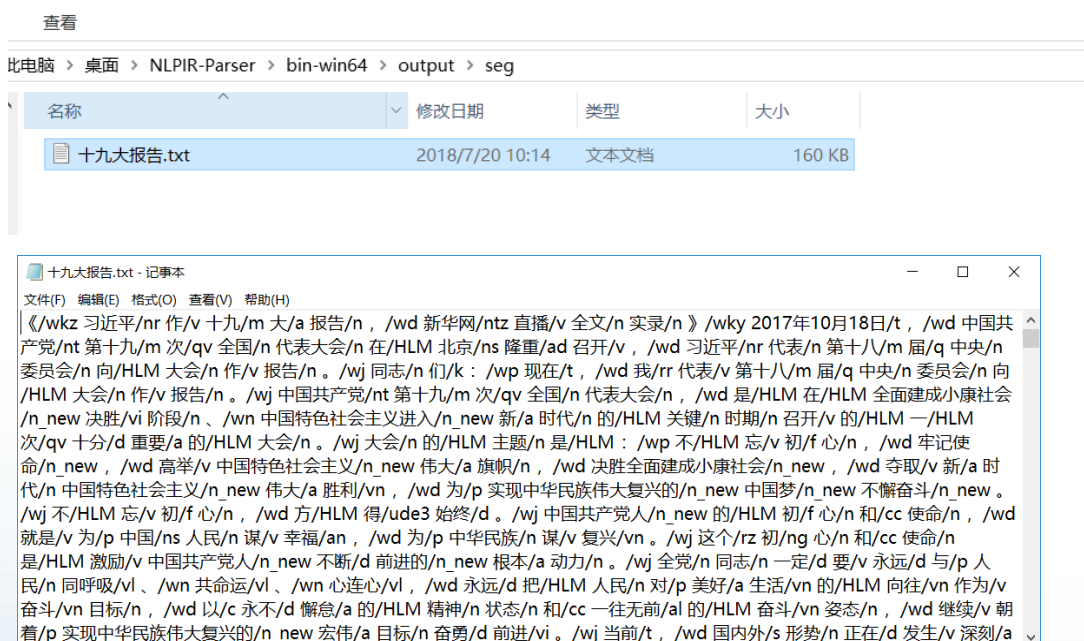 查看
此电脑 > 桌面 > NLPIR-Parser > bin-win64 > output > seg
名称 修改日期 类型 大小
十九大报告.txt 2018/7/20 10:14 文本文档 160 KB
十九大报告.txt - 记事本
文件(F) 编辑(E) 格式(O) 查看(V) 帮助(H)
《/wkz 习近平/nr 作/v 十九/m 大/a 报告/n ，/wd 新华网/ntz 直播/v 全文/n 实录/n 》/wky 2017年10月18日/t ，/wd 中国共
产党/nt 第十九/m 次/qv 全国/n 代表大会/n 在/HLM 北京/ns 隆重/ad 召开/v ，/wd 习近平/nr 代表/n 第十八/m 届/q 中央/n
委员会/n 向/HLM 大会/n 作/v 报告/n 。/wj 同志/n 们/k ：/wp 现在/t ，/wd 我/rr 代表/v 第十八/m 届/q 中央/n 委员会/n 向
/HLM 大会/n 作/v 报告/n 。/wj 中国共产党/nt 第十九/m 次/qv 全国/n 代表大会/n ，/wd 是/HLM 在/HLM 全面建成小康社会
/n_new 决胜/vi 阶段/n 、/wn 中国特色社会主义进入/n_new 新/a 时代/n 的/HLM 关键/n 时期/n 召开/v 的/HLM 一/HLM
次/qv 十分/d 重要/a 的/HLM 大会/n 。/wj 大会/n 的/HLM 主题/n 是/HLM ：/wp 不/HLM 忘/v 初/f 心/n ，/wd 牢记使
命/n_new ，/wd 高举/v 中国特色社会主义/n_new 伟大/a 旗帜/n ，/wd 决胜全面建成小康社会/n_new ，/wd 夺取/v 新/a 时
代/n 中国特色社会主义/n_new 伟大/a 胜利/vn ，/wd 为/p 实现中华民族伟大复兴的/n_new 中国梦/n_new 不懈奋斗/n_new 。
/wj 不/HLM 忘/v 初/f 心/n ，/wd 方/HLM 得/ude3 始终/d 。/wj 中国共产党人/n_new 的/HLM 初/f 心/n 和/cc 使命/n ，/wd
就是/v 为/p 中国/ns 人民/n 谋/v 幸福/an ，/wd 为/p 中华民族/n 谋/v 复兴/vn 。/wj 这个/rz 初/ng 心/n 和/cc 使命/n
是/HLM 激励/v 中国共产党人/n_new 不断/d 前进的/n_new 根本/a 动力/n 。/wj 全党/n 同志/n 一定/d 要/v 永远/d 与/p 人
民/n 同呼吸/vl 、/wn 共命运/vl 、/wn 心连心/vl ，/wd 永远/d 把/HLM 人民/n 对/p 美好/a 生活/vn 的/HLM 向往/vn 作为/v
奋斗/vn 目标/n ，/wd 以/c 永不/d 懈怠/a 的/HLM 精神/n 状态/n 和/cc 一往无前/al 的/HLM 奋斗/vn 姿态/n ，/wd 继续/v 朝
着/p 实现中华民族伟大复兴的/n_new 宏伟/a 目标/n 奋勇/d 前进/vi 。/wj 当前/t ，/wd 国内外/s 形势/n 正在/d 发生/v 深刻/a